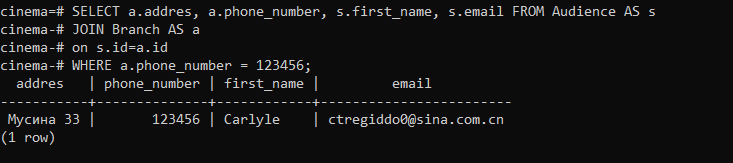 cinema=# SELECT a.addres, a.phone_number, s.first_name, s.email FROM Audience AS s
cinema-# JOIN Branch AS a
cinema-# on s.id=a.id
cinema-# WHERE a.phone_number = 123456;
  addres   | phone_number | first_name |         email
-----------+--------------+------------+------------------------
 Мусина 33 |       123456 | Carlyle    | ctregiddo0@sina.com.cn
(1 row)